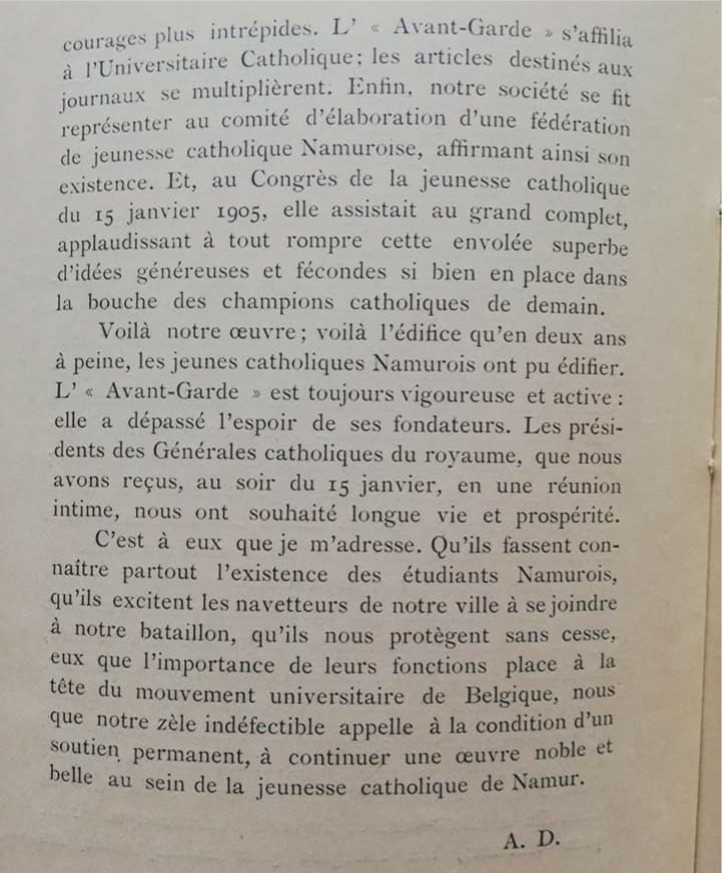 courages plus intrépides. L' « Avant-Garde » s'affilia
à l'Universitaire Catholique; les articles destinés aux
journaux se multiplièrent. Enfin, notre société se fit
représenter au comité d'élaboration d'une fédération
de jeunesse catholique Namuroise, affirmant ainsi son
existence. Et, au Congrès de la jeunesse catholique
du 15 janvier 1905, elle assistait au grand complet,
applaudissant à tout rompre cette envolée superbe
d'idées généreuses et fécondes si bien en place dans
la bouche des champions catholiques de demain.
Voilà notre œuvre; voilà l'édifice qu'en deux ans
à peine, les jeunes catholiques Namurois ont pu édifier.
L' « Avant-Garde » est toujours vigoureuse et active :
elle a dépassé l'espoir de ses fondateurs. Les prési-
dents des Générales catholiques du royaume, que nous
avons reçus, au soir du 15 janvier, en une réunion
intime, nous ont souhaité longue vie et prospérité.
C'est à eux que je m'adresse. Qu'ils fassent con-
naître partout l'existence des étudiants Namurois,
qu'ils excitent les navetteurs de notre ville à se joindre
à notre bataillon, qu'ils nous protègent sans cesse,
eux que l'importance de leurs fonctions place à la
tête du mouvement universitaire de Belgique, nous
que notre zèle indéfectible appelle à la condition d'un
soutien permanent, à continuer une œuvre noble et
belle au sein de la jeunesse catholique de Namur.
A. D.